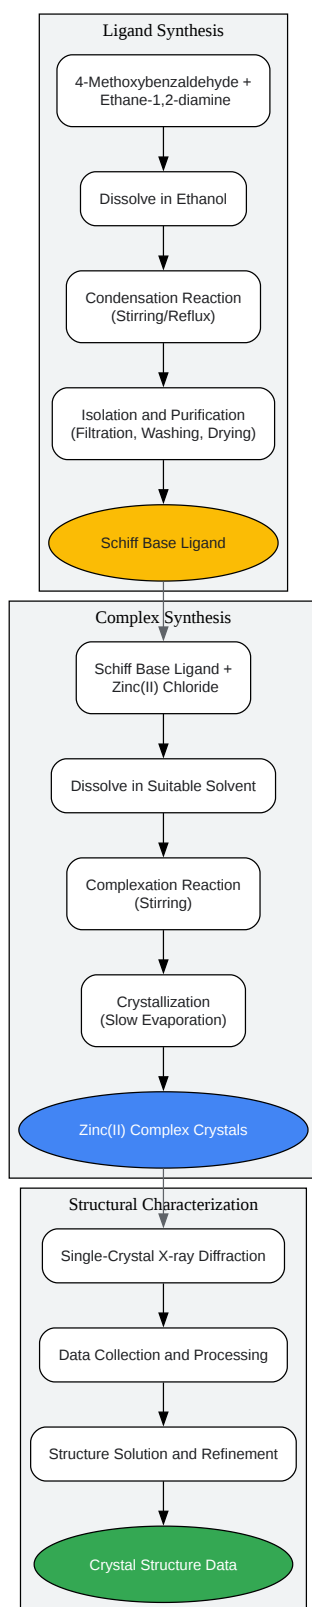 Ligand Synthesis
4-Methoxybenzaldehyde +
Ethane-1,2-diamine
Dissolve in Ethanol
Condensation Reaction
(Stirring/Reflux)
Isolation and Purification
(Filtration, Washing, Drying)
Schiff Base Ligand
Complex Synthesis
Schiff Base Ligand +
Zinc(II) Chloride
Dissolve in Suitable Solvent
Complexation Reaction
(Stirring)
Crystallization
(Slow Evaporation)
Zinc(II) Complex Crystals
Structural Characterization
Single-Crystal X-ray Diffraction
Data Collection and Processing
Structure Solution and Refinement
Crystal Structure Data